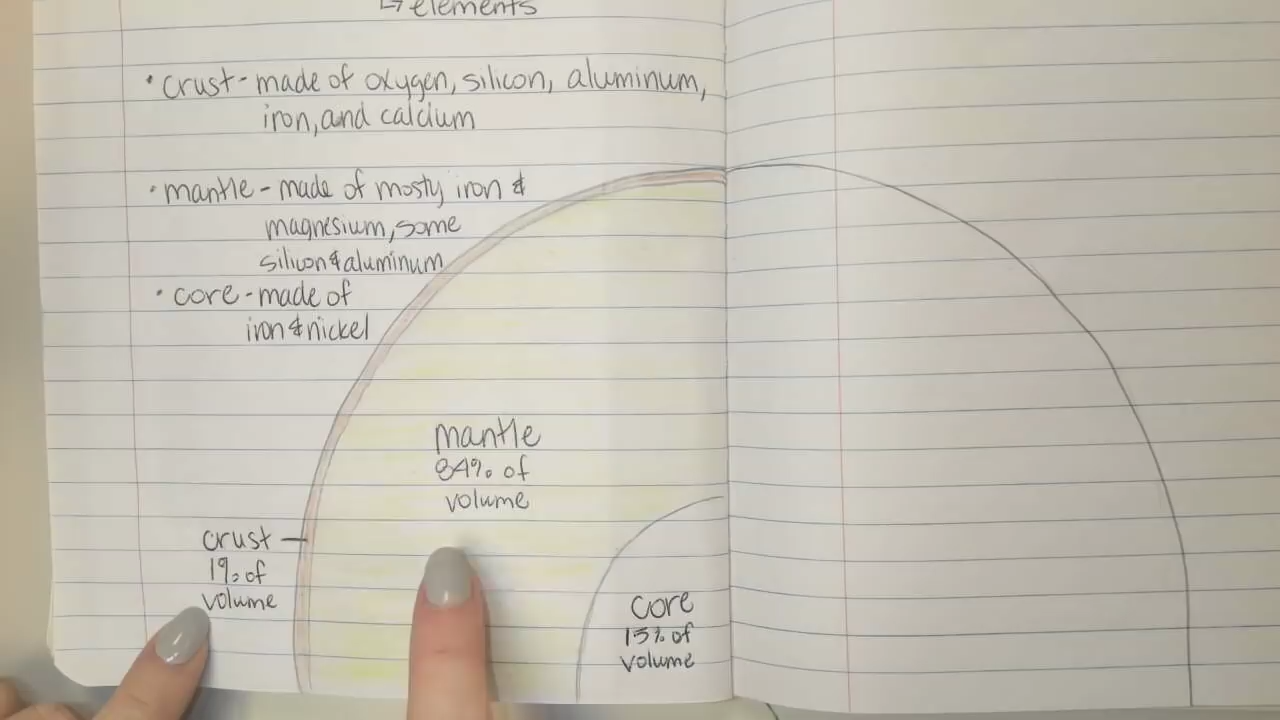 ↳ elements
• crust - made of oxygen, silicon, aluminum,
iron, and calcium
• mantle - made of mosty iron &
magnesium, some
silicon & aluminum
• core - made of
iron & nickel
mantle
84% of
volume
crust —
1% of
volume
core
15% of
volume